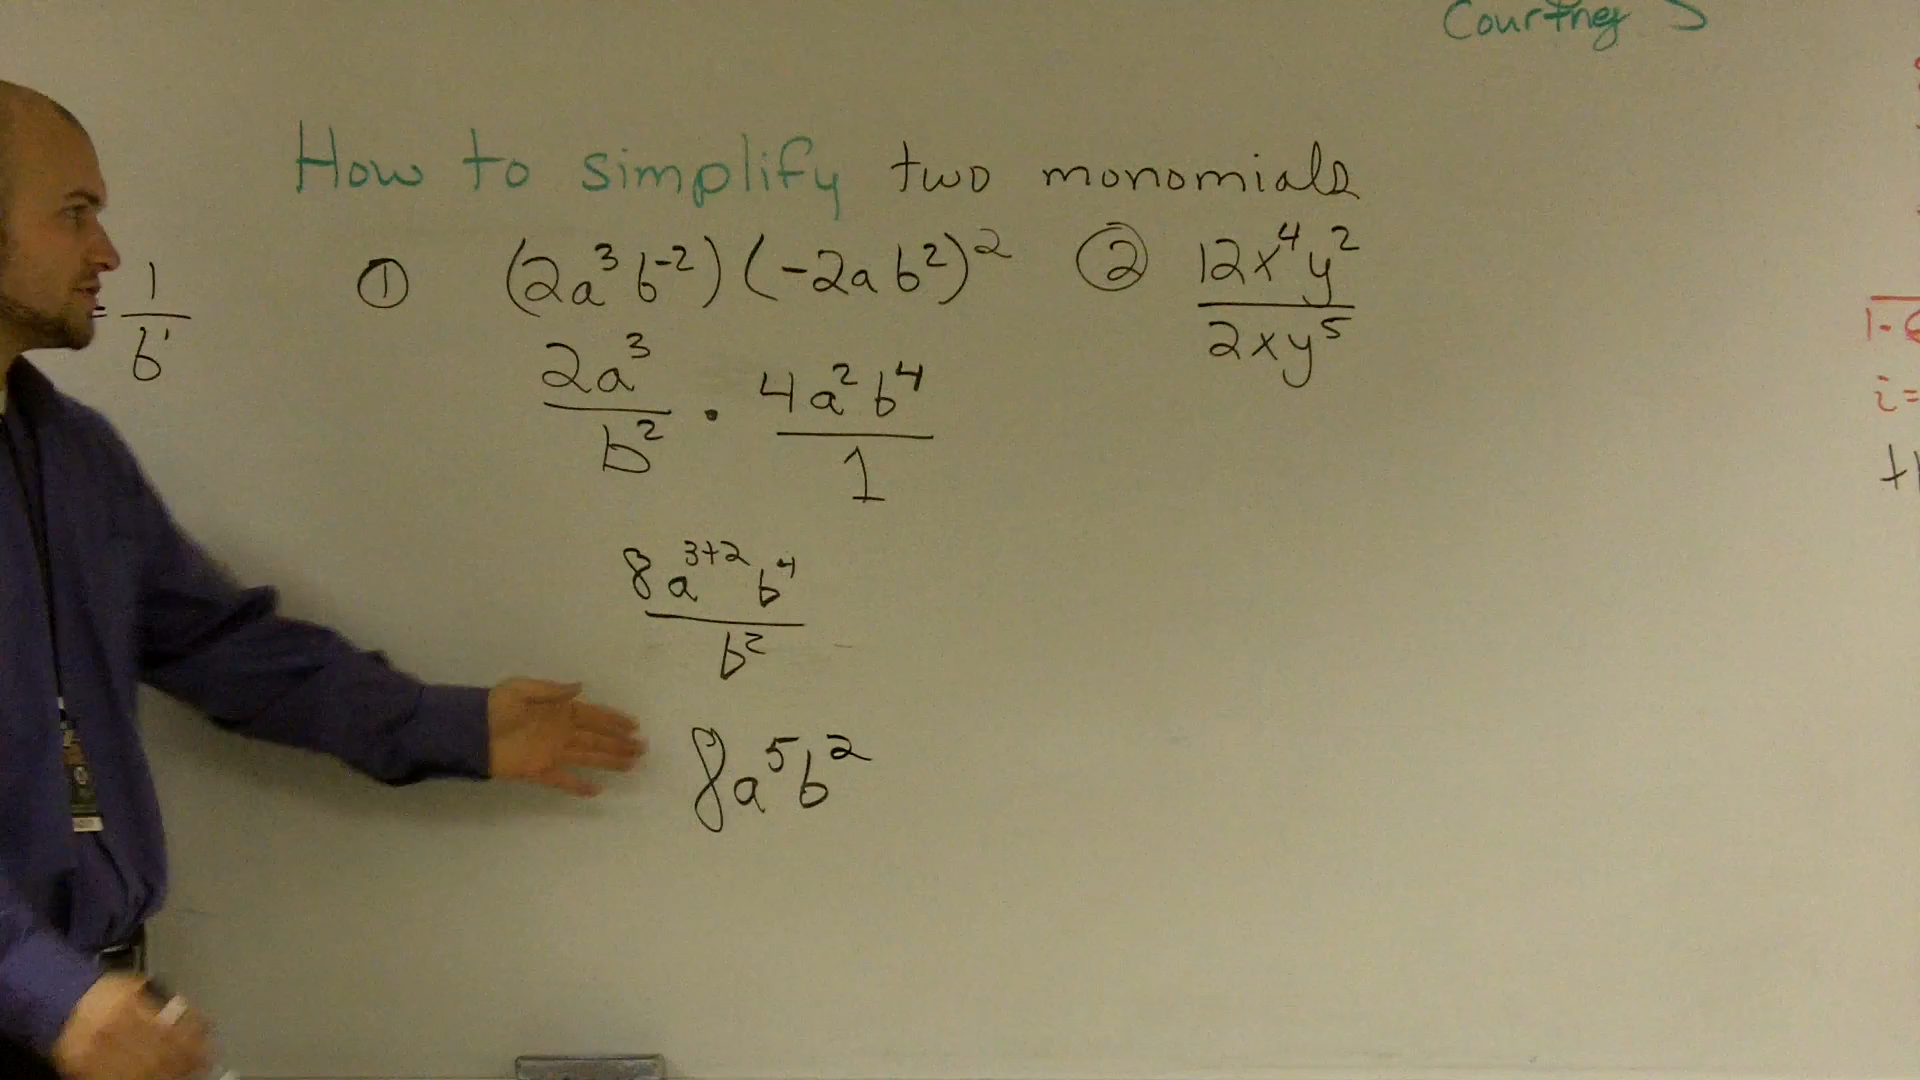 Courtney S
How to simplify two monomials
① (2a³b⁻²)(-2ab²)² ② 12x⁴y² / 2xy⁵
= 1 / b¹
2a³ / b² · 4a²b⁴ / 1
8a³⁺²b⁴ / b²
8a⁵b²
1-
i=